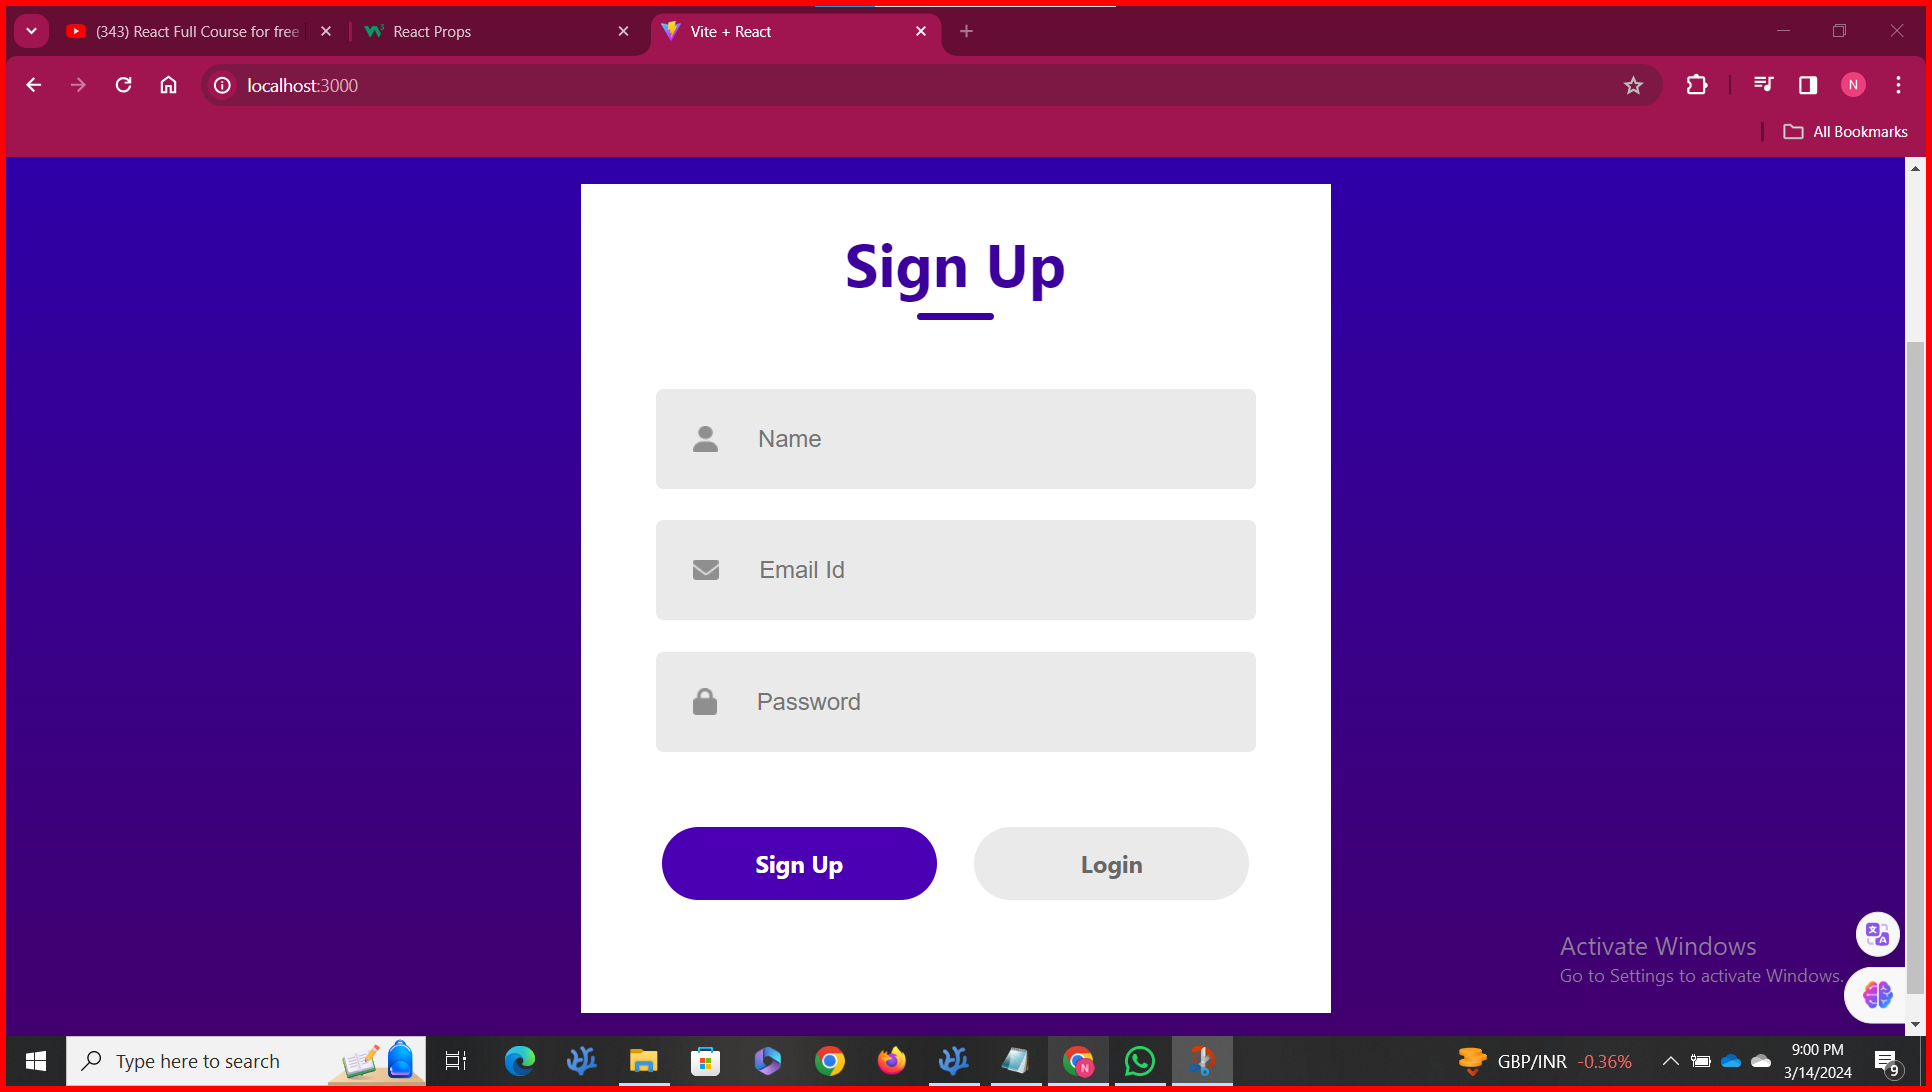 (343) React Full Course for free
React Props
Vite + React
localhost:3000
N
All Bookmarks
Sign Up
Name
Email Id
Password
Sign Up
Login
Activate Windows
Go to Settings to activate Windows.
Type here to search
N
GBP/INR -0.36%
9:00 PM
3/14/2024
9